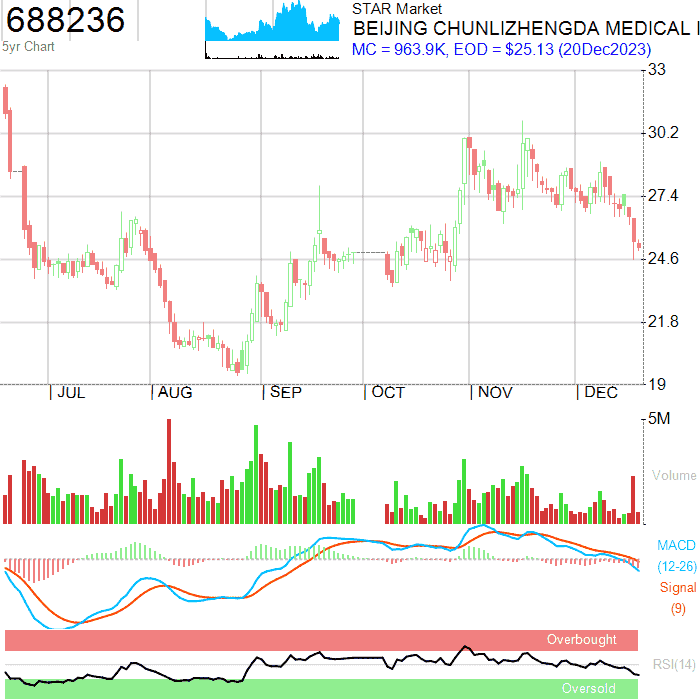 688236
5yr Chart
STAR Market
BEIJING CHUNLIZHENGDA MEDICAL I
MC = 963.9K, EOD = $25.13 (20Dec2023)
33
30.2
27.4
24.6
21.8
19
JUL
AUG
SEP
OCT
NOV
DEC
5M
Volume
MACD
(12-26)
Signal
(9)
Overbought
RSI(14)
Oversold